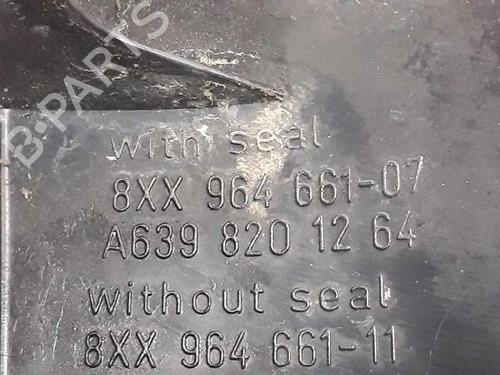 B-PARTS
with seal
8XX 964 661-07
A639 820 12 64
without seal
8XX 964 661-11